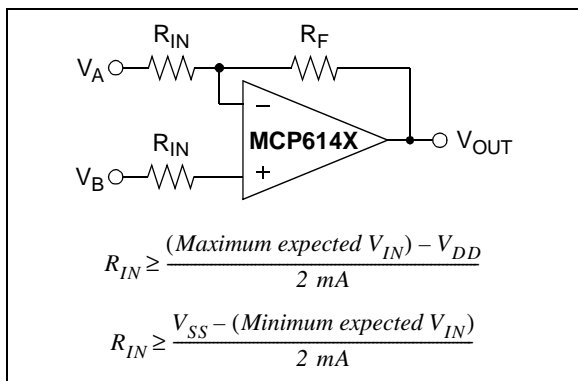 R_IN R_F
V_A
−
MCP614X
V_OUT
V_B R_IN +
R_IN ≥ (Maximum expected V_IN) – V_DD / 2 mA
R_IN ≥ V_SS – (Minimum expected V_IN) / 2 mA